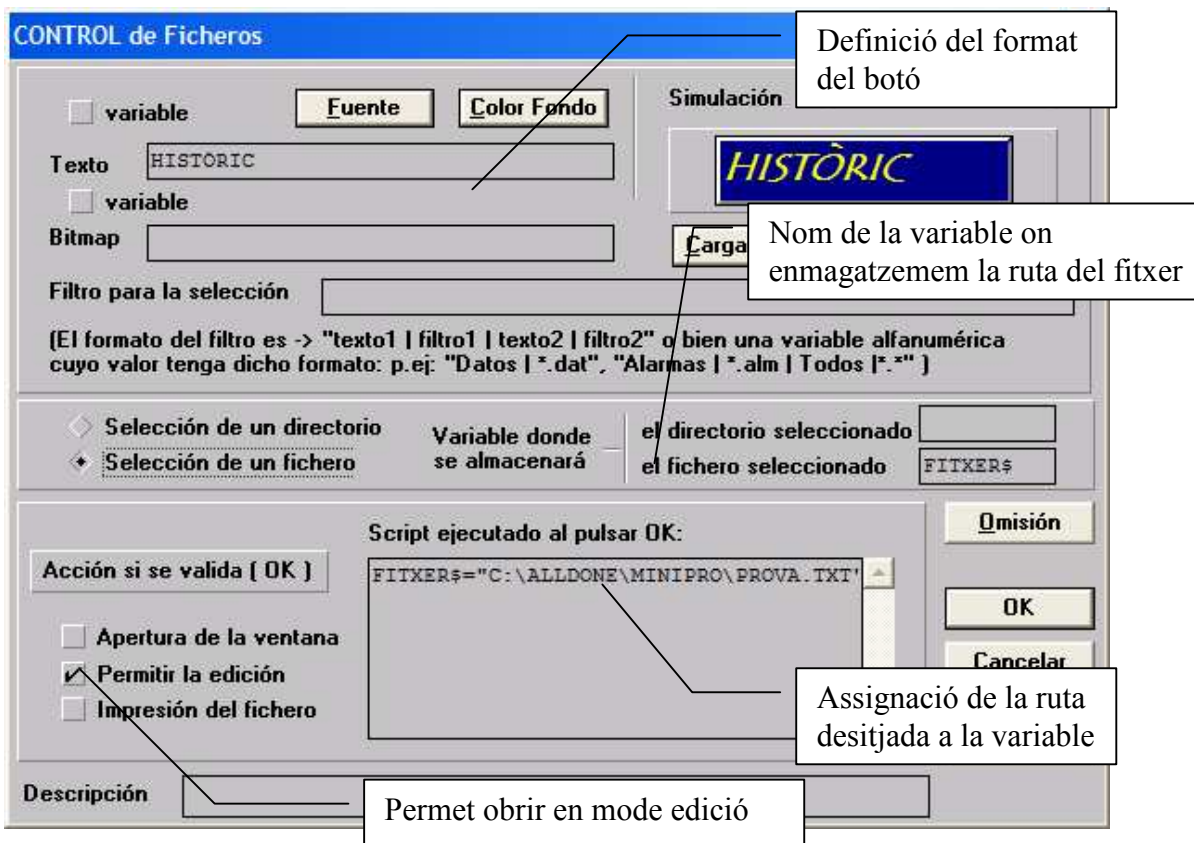 CONTROL de Ficheros
Definició del format
del botó
variable
Fuente
Color Fondo
Simulación
Texto
HISTÒRIC
HISTÒRIC
variable
Bitmap
Carga
Nom de la variable on
enmagatzemem la ruta del fitxer
Filtro para la selección
(El formato del filtro es -> "texto1 | filtro1 | texto2 | filtro2" o bien una variable alfanumérica
cuyo valor tenga dicho formato: p.ej: "Datos | *.dat", "Alarmas | *.alm | Todos |*.*" )
Selección de un directorio
Selección de un fichero
Variable donde
se almacenará
el directorio seleccionado
el fichero seleccionado
FITXER$
Omisión
Script ejecutado al pulsar OK:
Acción si se valida ( OK )
FITXER$="C:\ALLDONE\MINIPRO\PROVA.TXT"
OK
Apertura de la ventana
Permitir la edición
Impresión del fichero
Cancelar
Assignació de la ruta
desitjada a la variable
Descripción
Permet obrir en mode edició